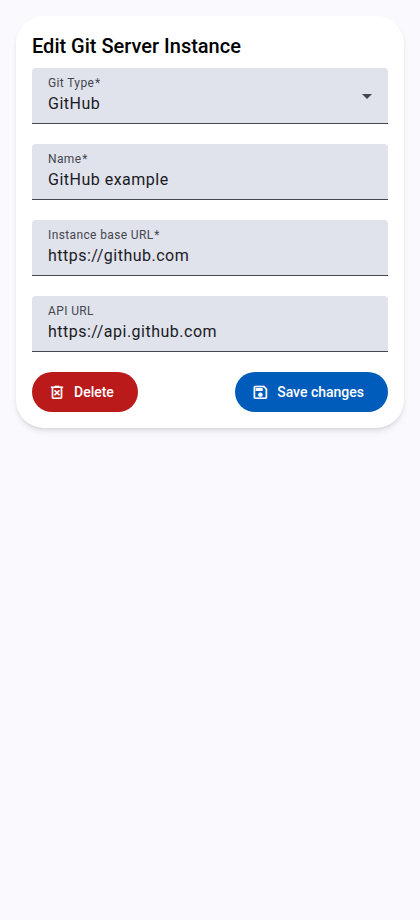 Edit Git Server Instance
Git Type*
GitHub
Name*
GitHub example
Instance base URL*
https://github.com
API URL
https://api.github.com
Delete
Save changes